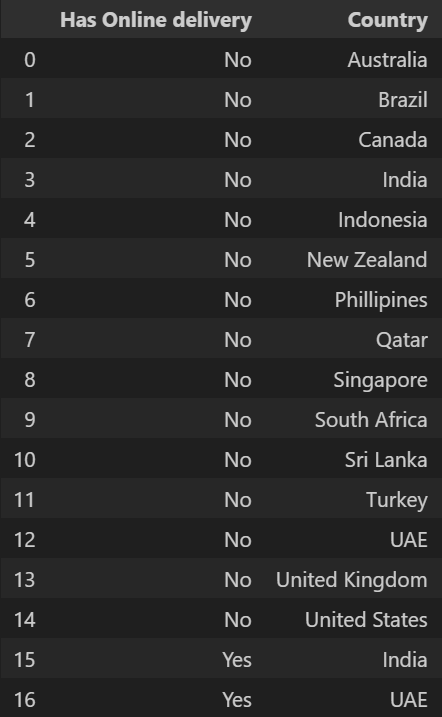 Has Online delivery Country
0 No Australia
1 No Brazil
2 No Canada
3 No India
4 No Indonesia
5 No New Zealand
6 No Phillipines
7 No Qatar
8 No Singapore
9 No South Africa
10 No Sri Lanka
11 No Turkey
12 No UAE
13 No United Kingdom
14 No United States
15 Yes India
16 Yes UAE